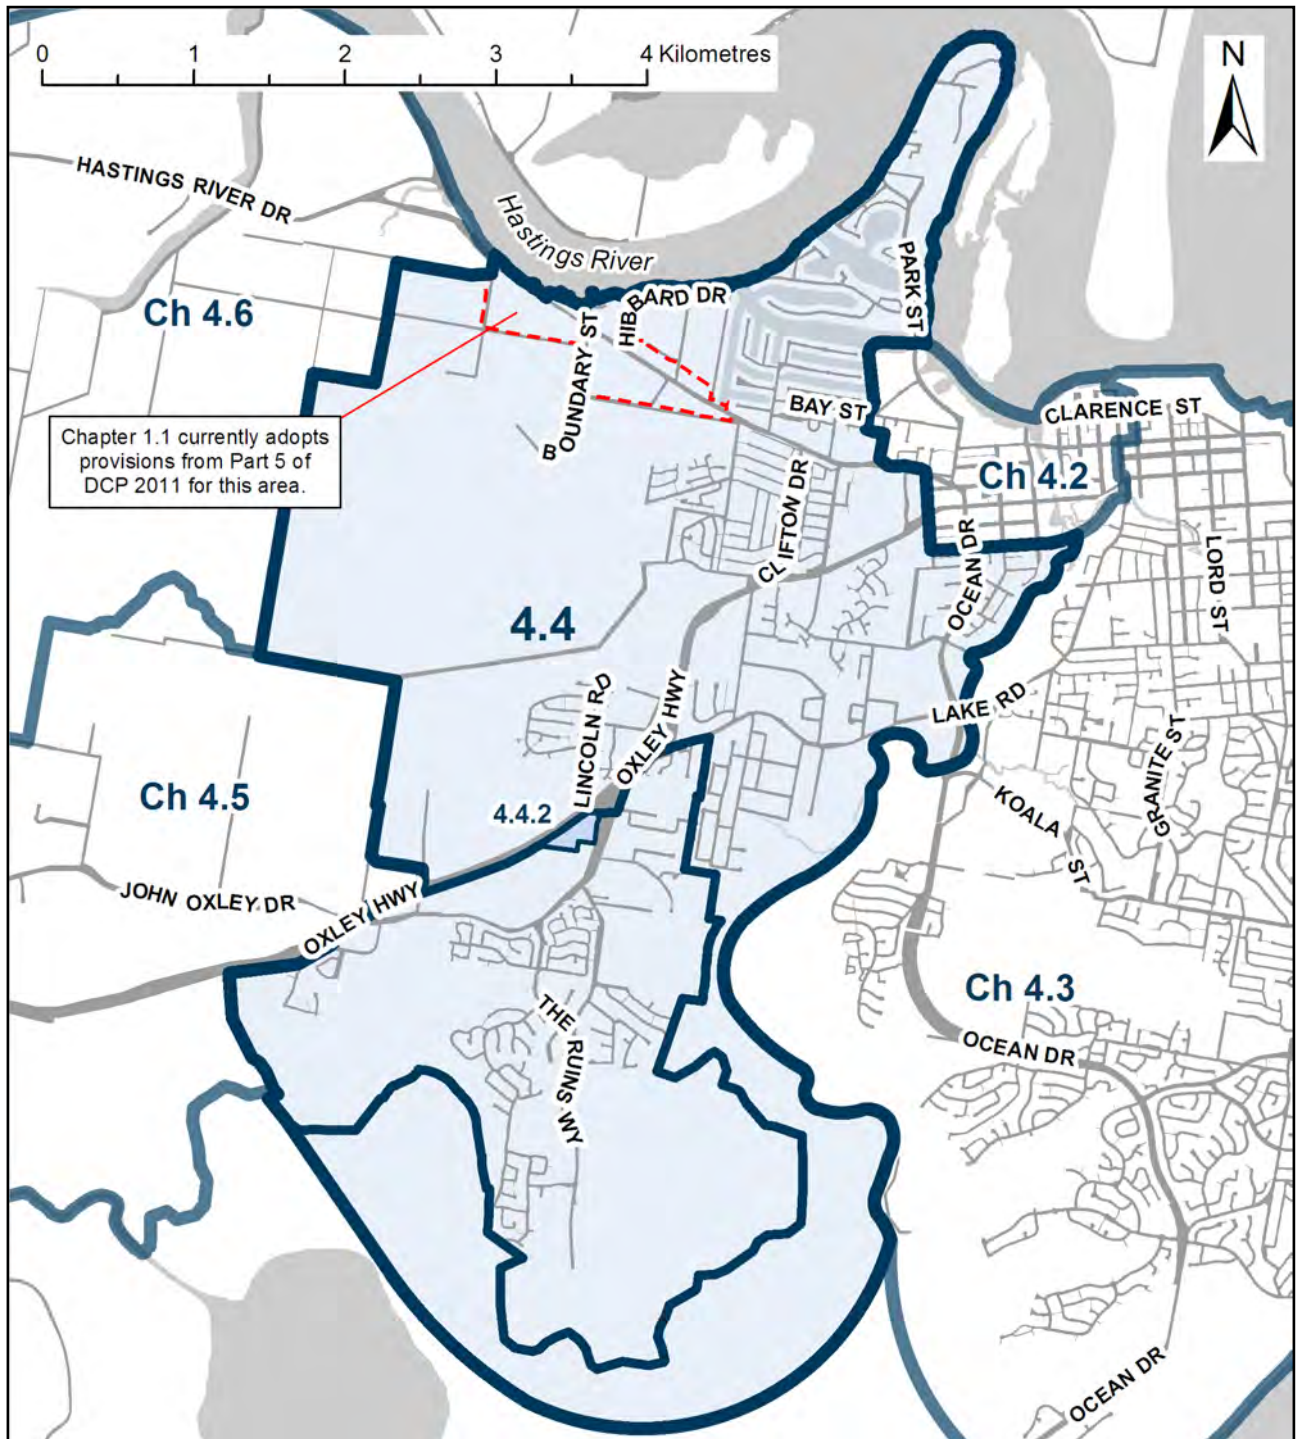 0 1 2 3 4 Kilometres
N
HASTINGS RIVER DR
Hastings River
PARK ST
HIBBARD DR
Ch 4.6
BOUNDARY ST
BAY ST
CLARENCE ST
Chapter 1.1 currently adopts
provisions from Part 5 of
DCP 2011 for this area.
Ch 4.2
CLIFTON DR
OCEAN DR
LORD ST
4.4
LINCOLN RD
OXLEY HWY
LAKE RD
GRANITE ST
Ch 4.5
4.4.2
KOALA ST
JOHN OXLEY DR
OXLEY HWY
Ch 4.3
THE RUINS WY
OCEAN DR
OCEAN DR